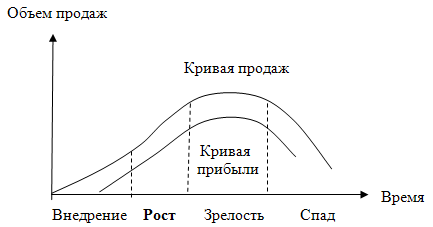 Объем продаж
Кривая продаж
Кривая
прибыли
Время
Внедрение Рост Зрелость Спад